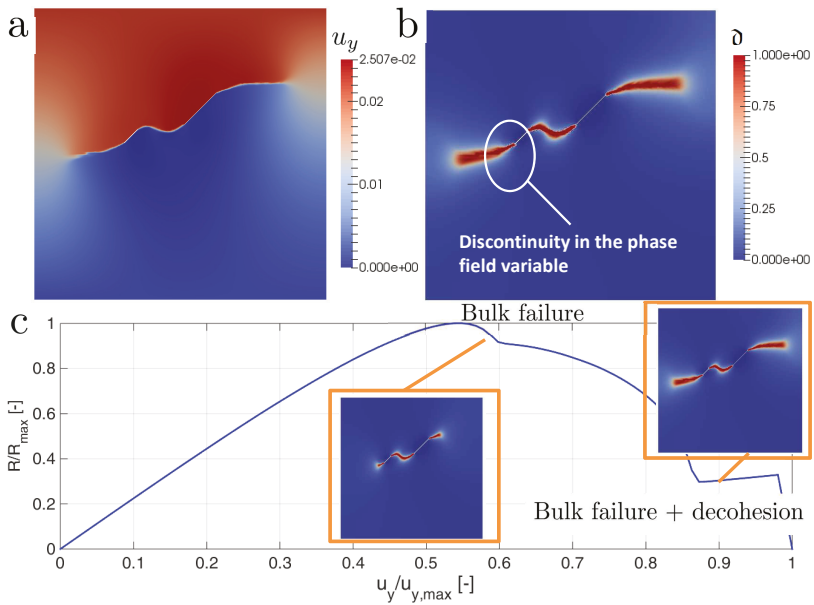 a
u_y
2.507e-02
0.02
0.01
0.000e+00
b
𝔡
1.000e+00
0.75
0.5
0.25
0.000e+00
Discontinuity in the phase
field variable
c
Bulk failure
Bulk failure + decohesion
R/R_max [-]
1
0.8
0.6
0.4
0.2
0
0
0.1
0.2
0.3
0.4
0.5
0.6
0.7
0.8
0.9
1
u_y/u_y,max [-]